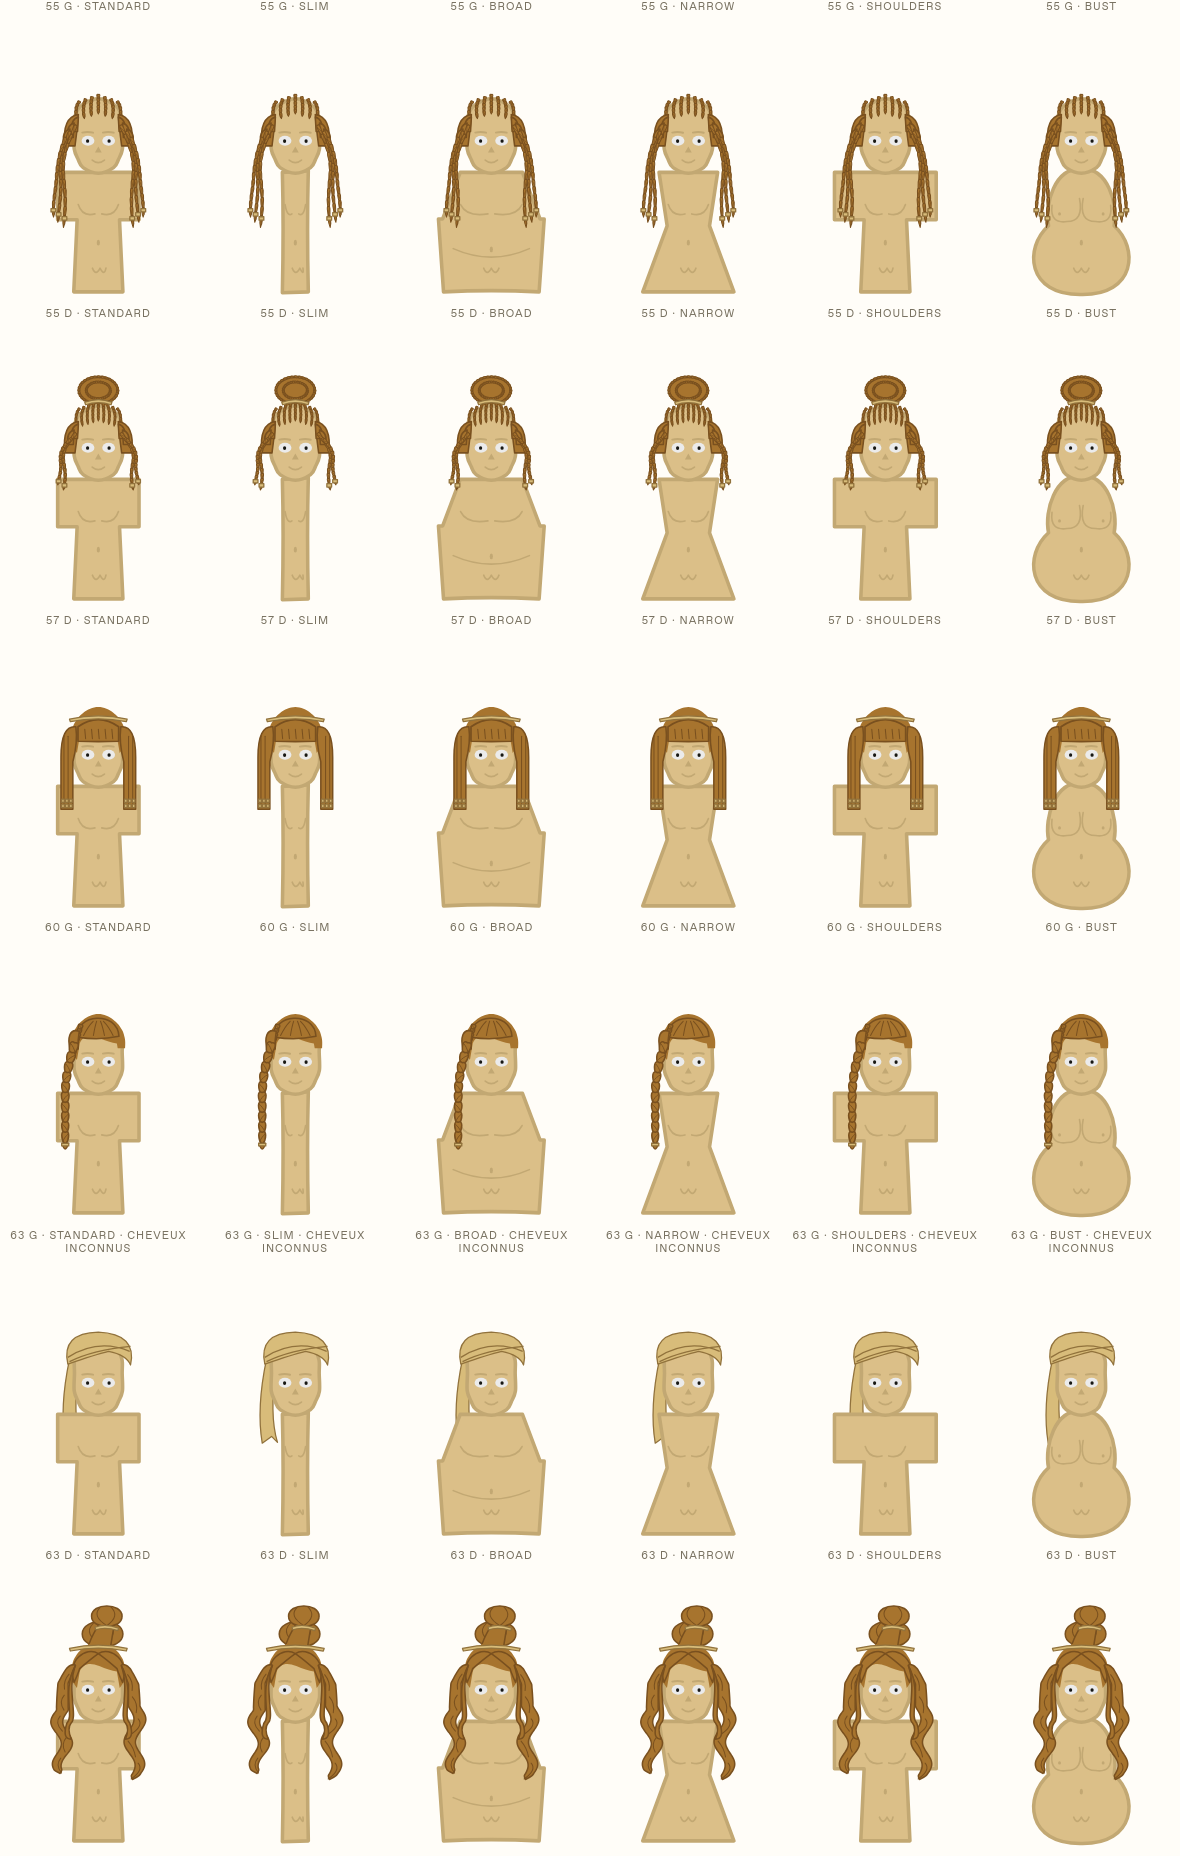 55 G · STANDARD
55 G · SLIM
55 G · BROAD
55 G · NARROW
55 G · SHOULDERS
55 G · BUST
55 D · STANDARD
55 D · SLIM
55 D · BROAD
55 D · NARROW
55 D · SHOULDERS
55 D · BUST
57 D · STANDARD
57 D · SLIM
57 D · BROAD
57 D · NARROW
57 D · SHOULDERS
57 D · BUST
60 G · STANDARD
60 G · SLIM
60 G · BROAD
60 G · NARROW
60 G · SHOULDERS
60 G · BUST
63 G · STANDARD · CHEVEUX
INCONNUS
63 G · SLIM · CHEVEUX
INCONNUS
63 G · BROAD · CHEVEUX
INCONNUS
63 G · NARROW · CHEVEUX
INCONNUS
63 G · SHOULDERS · CHEVEUX
INCONNUS
63 G · BUST · CHEVEUX
INCONNUS
63 D · STANDARD
63 D · SLIM
63 D · BROAD
63 D · NARROW
63 D · SHOULDERS
63 D · BUST